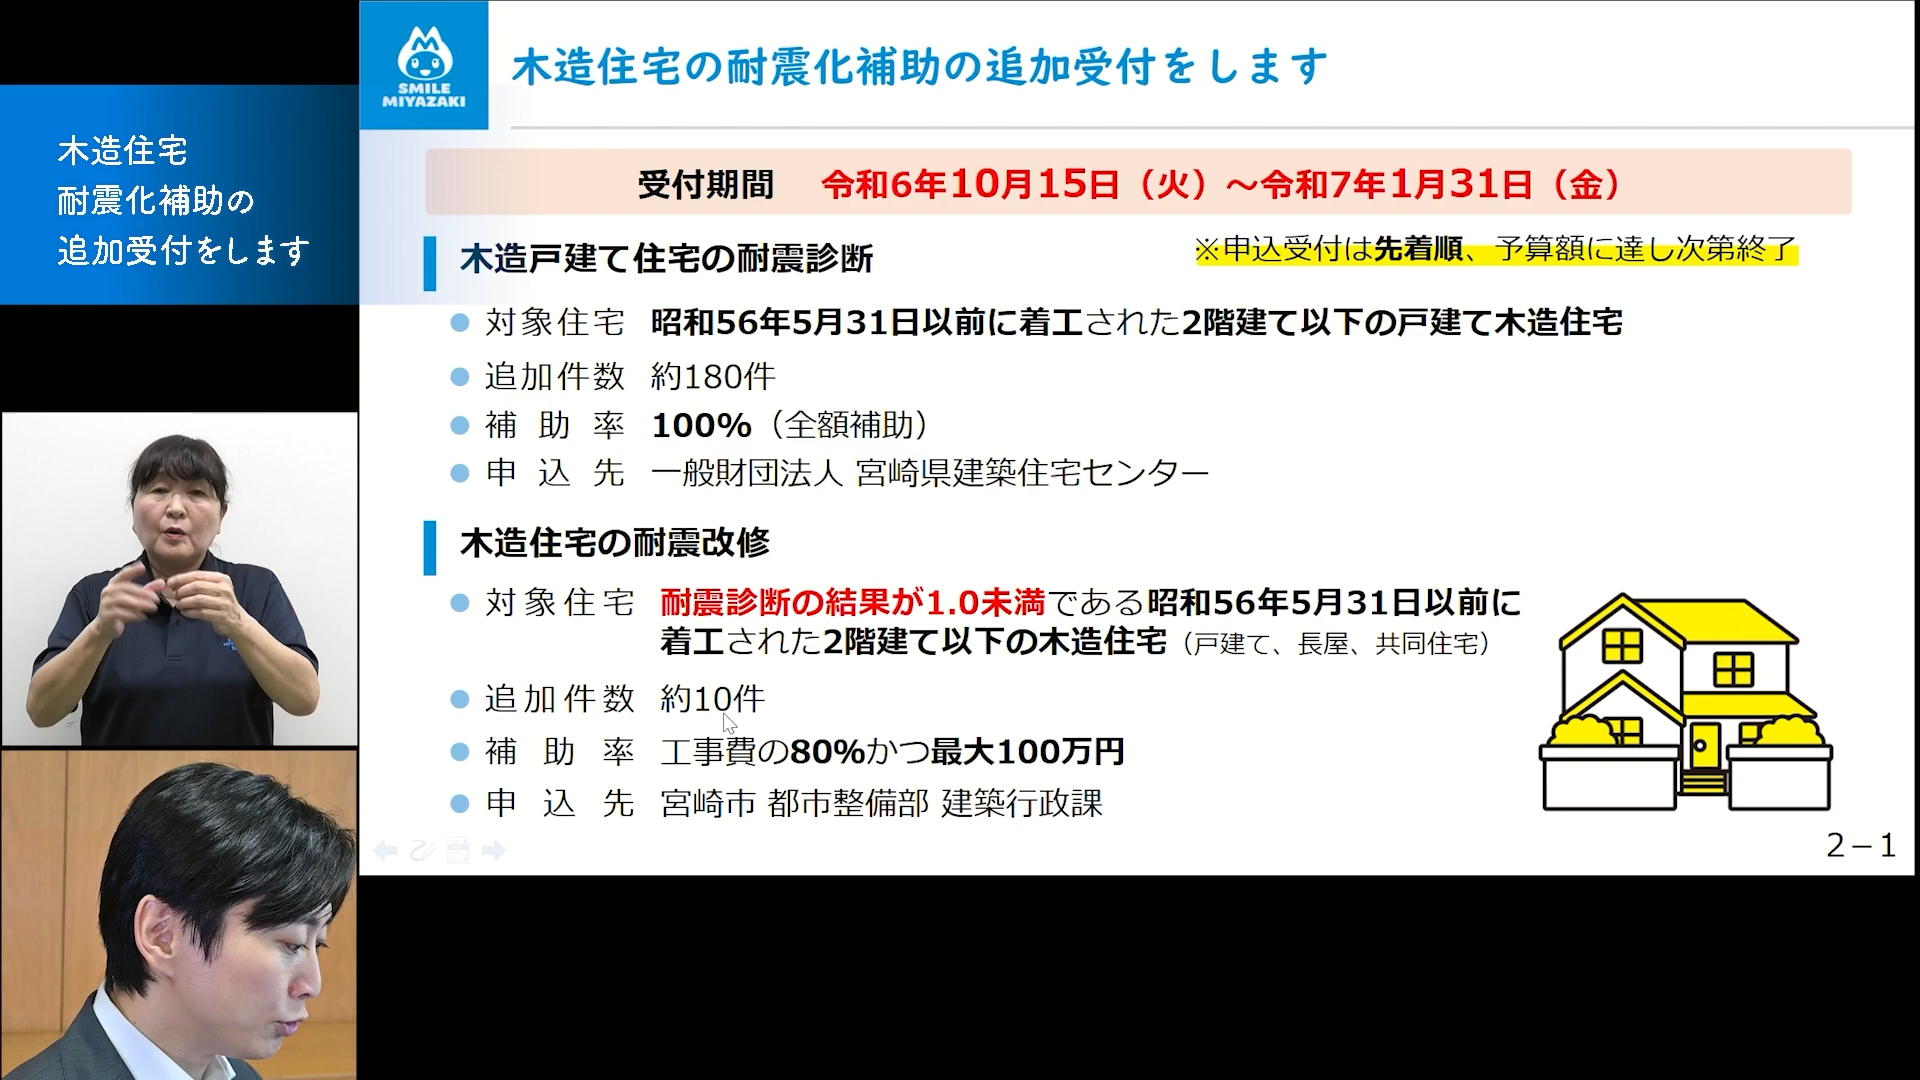 木造住宅
耐震化補助の
追加受付をします
SMILE
MIYAZAKI
木造住宅の耐震化補助の追加受付をします
受付期間 令和6年10月15日（火）～令和7年1月31日（金）
木造戸建て住宅の耐震診断
※申込受付は先着順、予算額に達し次第終了
対象住宅 昭和56年5月31日以前に着工された2階建て以下の戸建て木造住宅
追加件数 約180件
補助率 100%（全額補助）
申込先 一般財団法人 宮崎県建築住宅センター
木造住宅の耐震改修
対象住宅 耐震診断の結果が1.0未満である昭和56年5月31日以前に
着工された2階建て以下の木造住宅（戸建て、長屋、共同住宅）
追加件数 約10件
補助率 工事費の80%かつ最大100万円
申込先 宮崎市 都市整備部 建築行政課
2－1